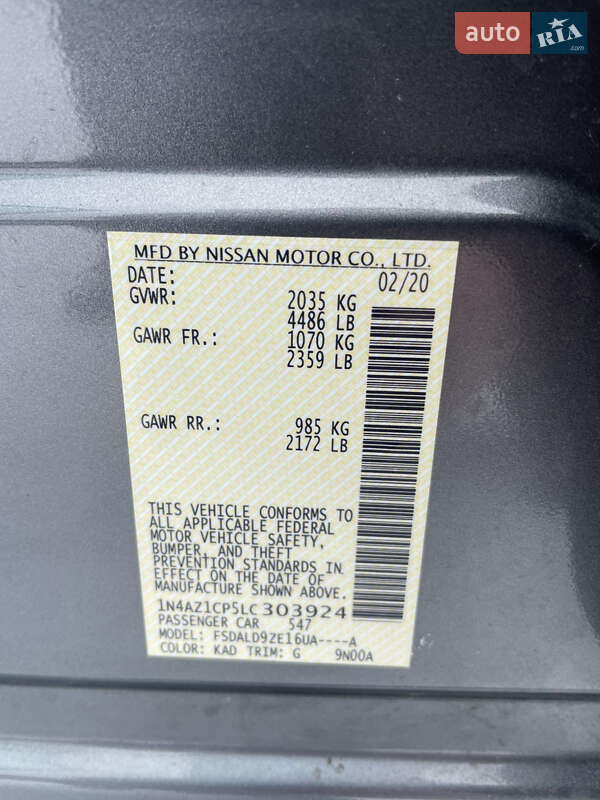 auto RIA
.com
MFD BY NISSAN MOTOR CO., LTD.
DATE: 02/20
GVWR: 2035 KG
4486 LB
GAWR FR.: 1070 KG
2359 LB
GAWR RR.: 985 KG
2172 LB
THIS VEHICLE CONFORMS TO
ALL APPLICABLE FEDERAL
MOTOR VEHICLE SAFETY,
BUMPER, AND THEFT
PREVENTION STANDARDS IN
EFFECT ON THE DATE OF
MANUFACTURE SHOWN ABOVE.
1N4AZ1CP5LC303924
PASSENGER CAR 547
MODEL: FSDALD9ZE16UA----A
COLOR: KAD TRIM: G 9N00A